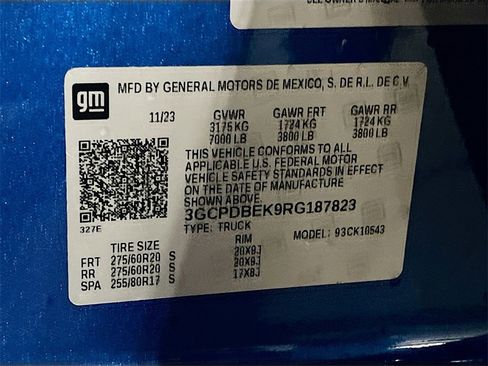 SEE OWNER'S MANUAL
gm
MFD BY GENERAL MOTORS DE MEXICO, S. DE R.L. DE C.V.
11/23 GVWR GAWR FRT GAWR RR
3175 KG 1724 KG 1724 KG
7000 LB 3800 LB 3800 LB
THIS VEHICLE CONFORMS TO ALL
APPLICABLE U.S. FEDERAL MOTOR
VEHICLE SAFETY STANDARDS IN EFFECT
ON THE DATE OF MANUFACTURE
SHOWN ABOVE.
3GCPDBEK9RG187823
327E
TYPE: TRUCK MODEL: 93CK10543
TIRE SIZE RIM
FRT 275/60R20 S 20X9J
RR 275/60R20 S 20X9J
SPA 255/80R17 S 17X8J